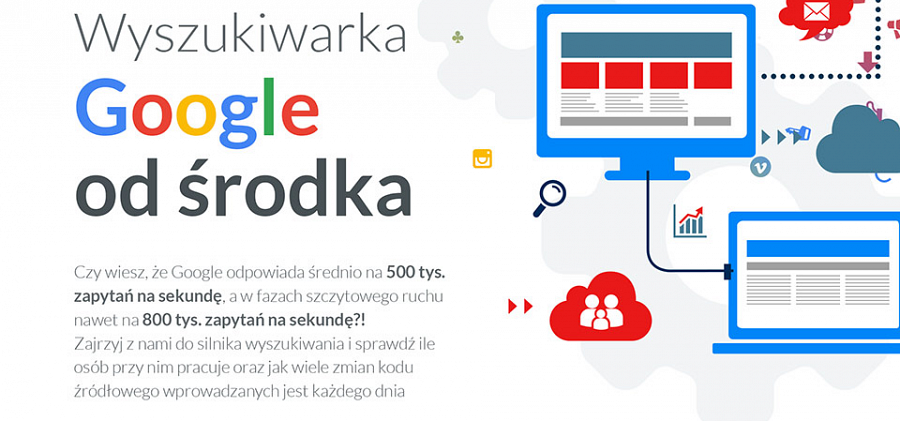 Wyszukiwarka
Google
od środka
Czy wiesz, że Google odpowiada średnio na 500 tys.
zapytań na sekundę, a w fazach szczytowego ruchu
nawet na 800 tys. zapytań na sekundę?!
Zajrzyj z nami do silnika wyszukiwania i sprawdź ile
osób przy nim pracuje oraz jak wiele zmian kodu
źródłowego wprowadzanych jest każdego dnia